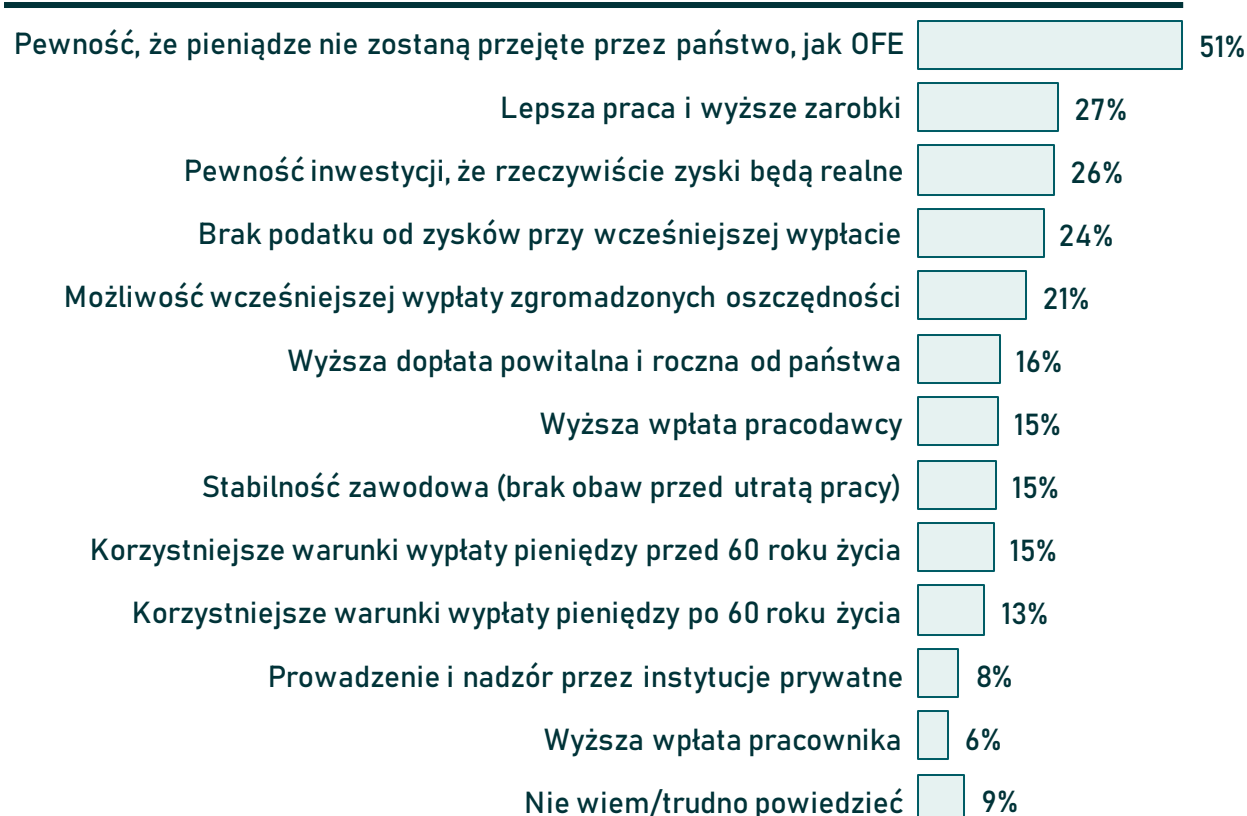 Pewność, że pieniądze nie zostaną przejęte przez państwo, jak OFE 51%
Lepsza praca i wyższe zarobki 27%
Pewność inwestycji, że rzeczywiście zyski będą realne 26%
Brak podatku od zysków przy wcześniejszej wypłacie 24%
Możliwość wcześniejszej wypłaty zgromadzonych oszczędności 21%
Wyższa dopłata powitalna i roczna od państwa 16%
Wyższa wpłata pracodawcy 15%
Stabilność zawodowa (brak obaw przed utratą pracy) 15%
Korzystniejsze warunki wypłaty pieniędzy przed 60 roku życia 15%
Korzystniejsze warunki wypłaty pieniędzy po 60 roku życia 13%
Prowadzenie i nadzór przez instytucje prywatne 8%
Wyższa wpłata pracownika 6%
Nie wiem/trudno powiedzieć 9%